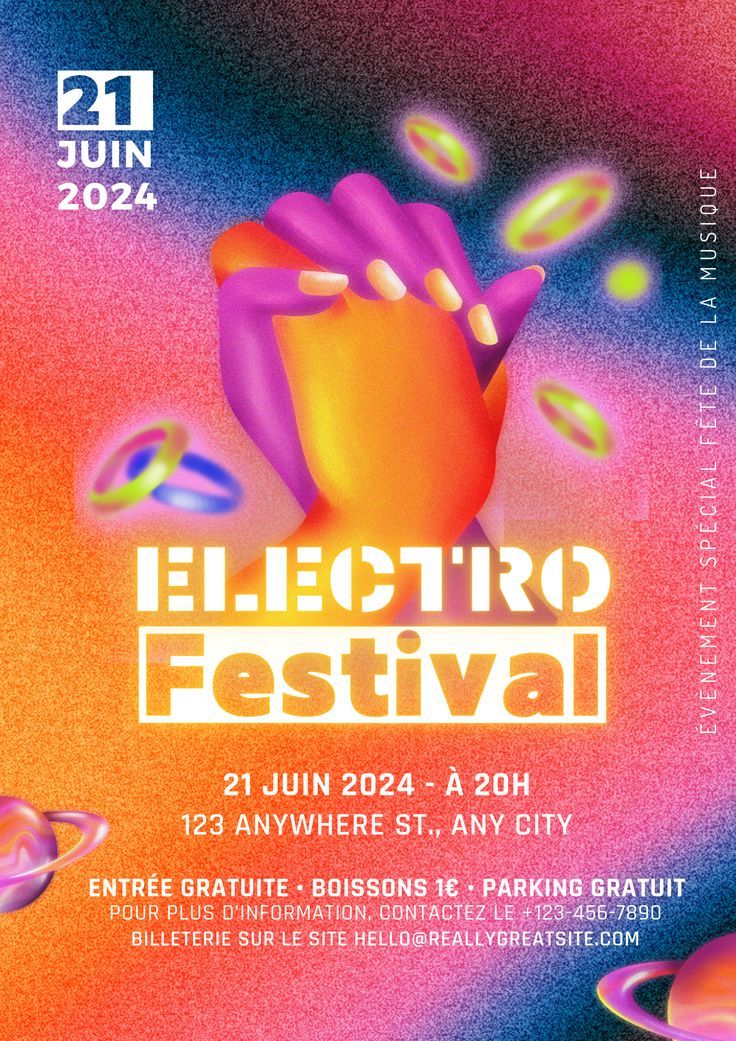 21
JUIN
2024
ÉVÈNEMENT SPÉCIAL FÊTE DE LA MUSIQUE
ELECTRO
Festival
21 JUIN 2024 - À 20H
123 ANYWHERE ST., ANY CITY
ENTRÉE GRATUITE • BOISSONS 1€ • PARKING GRATUIT
POUR PLUS D'INFORMATION, CONTACTEZ LE +123-456-7890
BILLETERIE SUR LE SITE HELLO@REALLYGREATSITE.COM